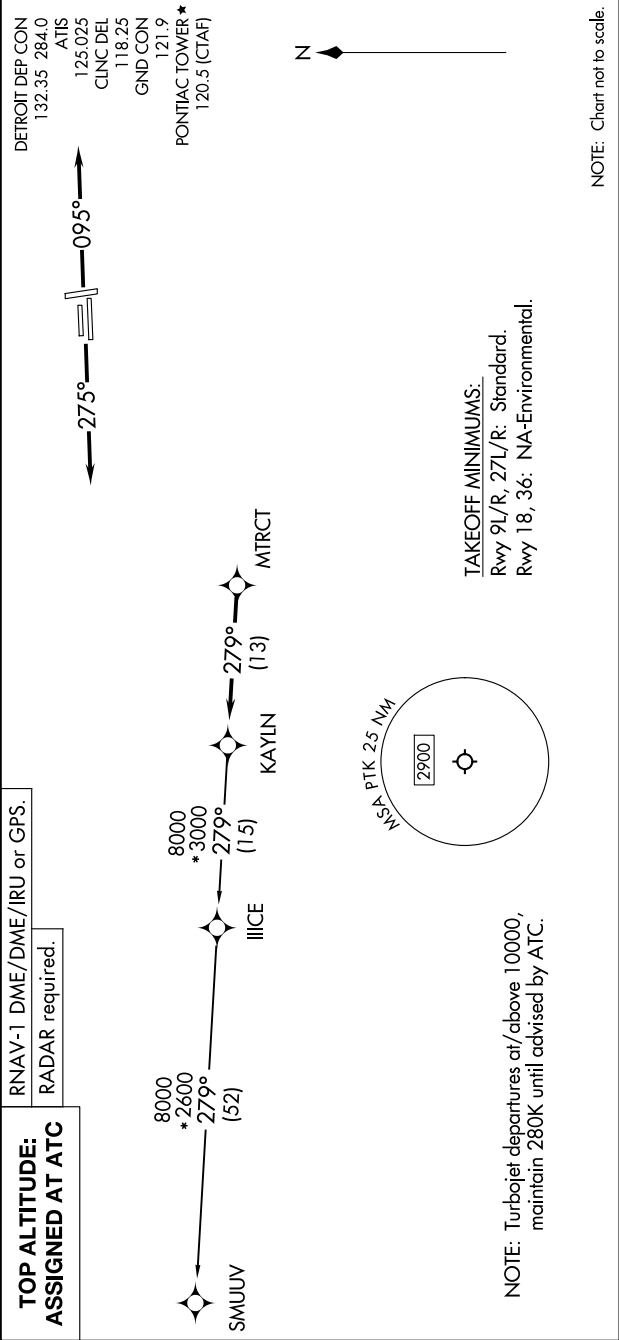 TOP ALTITUDE:
ASSIGNED AT ATC
RNAV-1 DME/DME/IRU or GPS.
RADAR required.
DETROIT DEP CON
132.35 284.0
ATIS
125.025
CLNC DEL
118.25
GND CON
121.9
PONTIAC TOWER★
120.5 (CTAF)
275°
095°
N
SMUUV
8000
*2600
279°
(52)
IIICE
8000
*3000
279°
(15)
KAYLN
279°
(13)
MTRCT
MSA PTK 25 NM
2900
TAKEOFF MINIMUMS:
Rwy 9L/R, 27L/R: Standard.
Rwy 18, 36: NA-Environmental.
NOTE: Turbojet departures at/above 10000,
maintain 280K until advised by ATC.
NOTE: Chart not to scale.